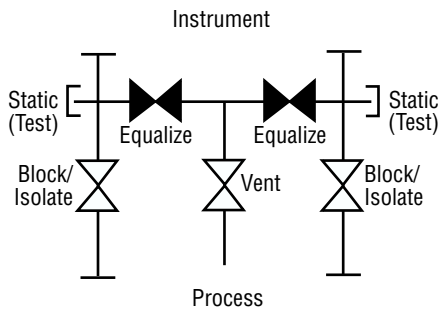 Instrument
Static
(Test)
Equalize
Equalize
Static
(Test)
Block/
Isolate
Vent
Block/
Isolate
Process